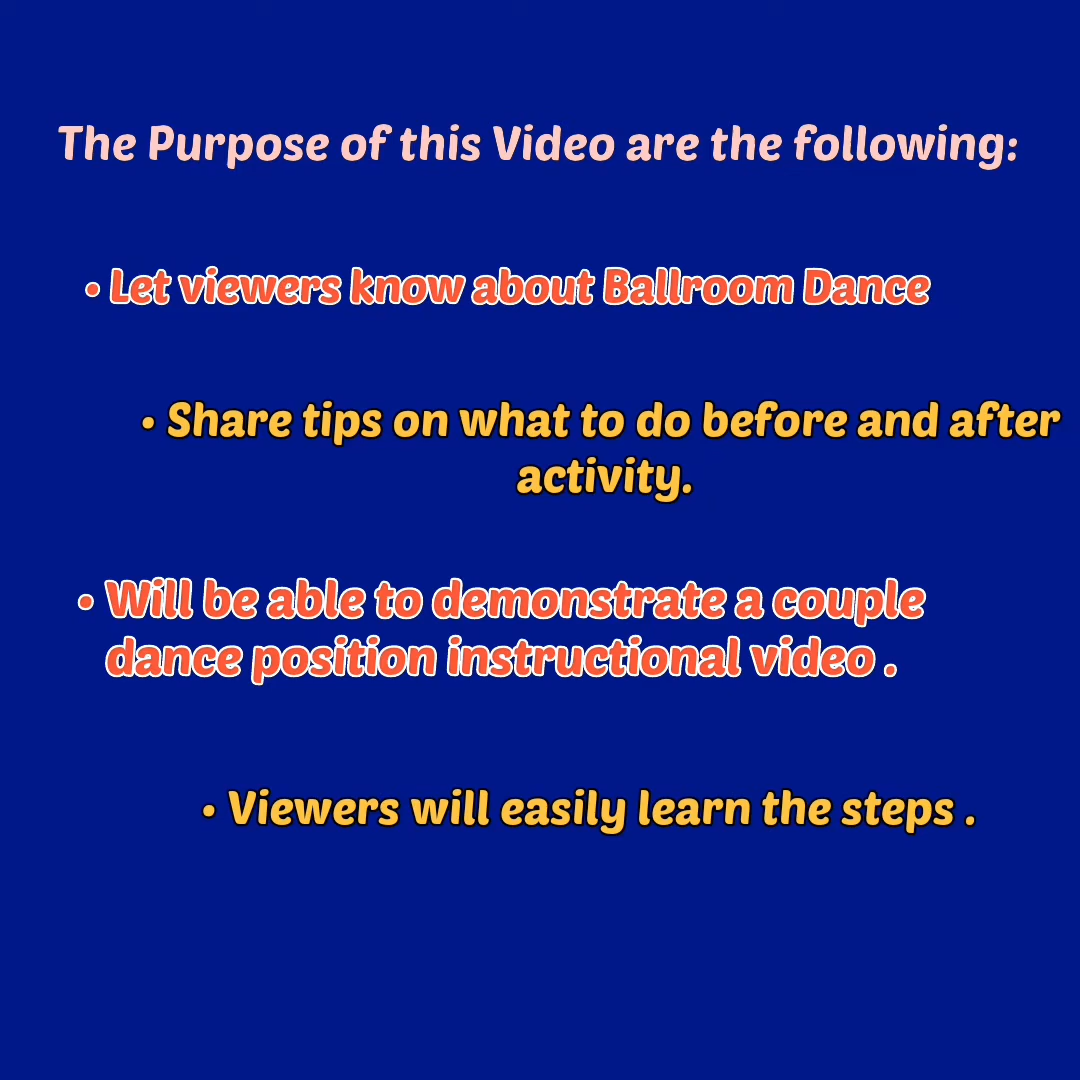 The Purpose of this Video are the following:
• Let viewers know about Ballroom Dance
• Share tips on what to do before and after
activity.
• Will be able to demonstrate a couple
dance position instructional video .
• Viewers will easily learn the steps .